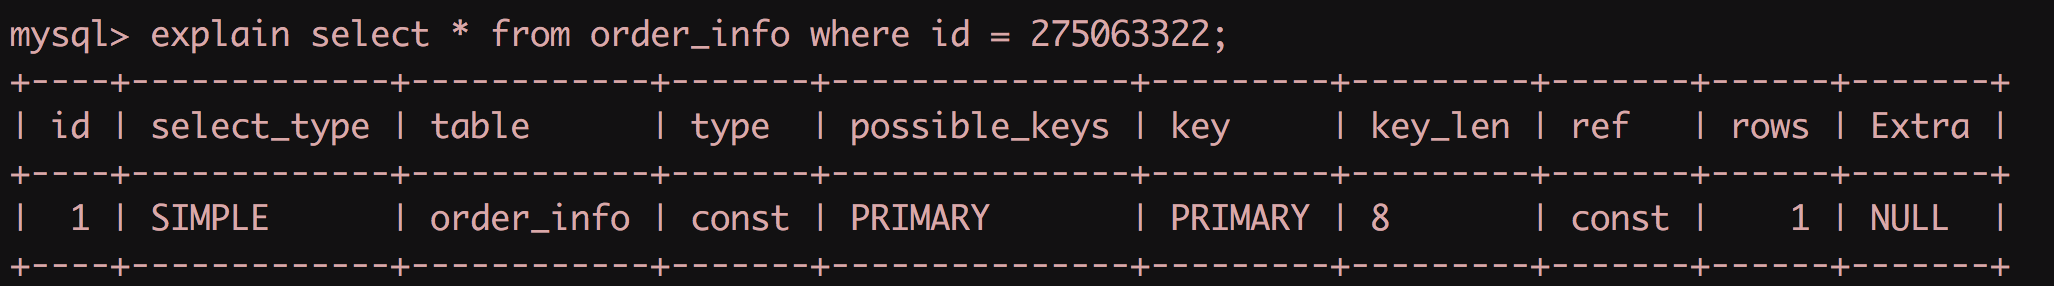 mysql> explain select * from order_info where id = 275063322;
+----+-------------+------------+-------+---------------+---------+---------+-------+------+-------+
| id | select_type | table      | type  | possible_keys | key     | key_len | ref   | rows | Extra |
+----+-------------+------------+-------+---------------+---------+---------+-------+------+-------+
|  1 | SIMPLE      | order_info | const | PRIMARY       | PRIMARY | 8       | const |    1 | NULL  |
+----+-------------+------------+-------+---------------+---------+---------+-------+------+-------+